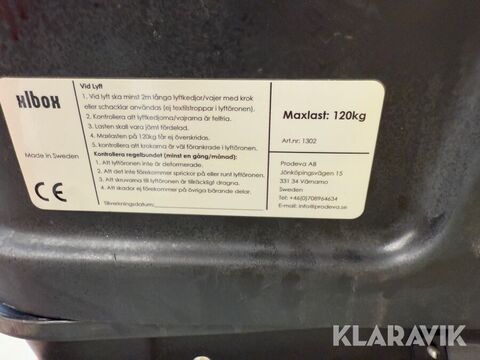 xlbox
Made in Sweden
CE
Vid Lyft
1. Vid lyft ska minst 2m långa lyftkedjor/vajer med krok
eller schacklar användas (ej textilstroppar i lyftöronen).
2. Kontrollera att lyftkedjorna/vajrarna är felfria.
3. Lasten skall vara jämt fördelad.
4. Maxlasten på 120kg får ej överskridas.
5. kontrollera att krokarna är väl förankrade i lyftöronen.
Kontrollera regelbundet (minst en gång/månad):
1. Att lyftöronen inte är deformerade.
2. Att det inte förekommer sprickor på eller runt lyftöronen.
3. Att skruvarna till lyftöronen är tillräckligt dragna.
4. Att skador ej förekommer på övriga bärande delar.
Tillverkningsdatum:
Maxlast: 120kg
Art.nr: 1302
Prodeva AB
Jönköpingsvägen 15
331 34 Värnamo
Sweden
Tel: +46(0)708964634
E-mail: info@prodeva.se
KLARAVIK